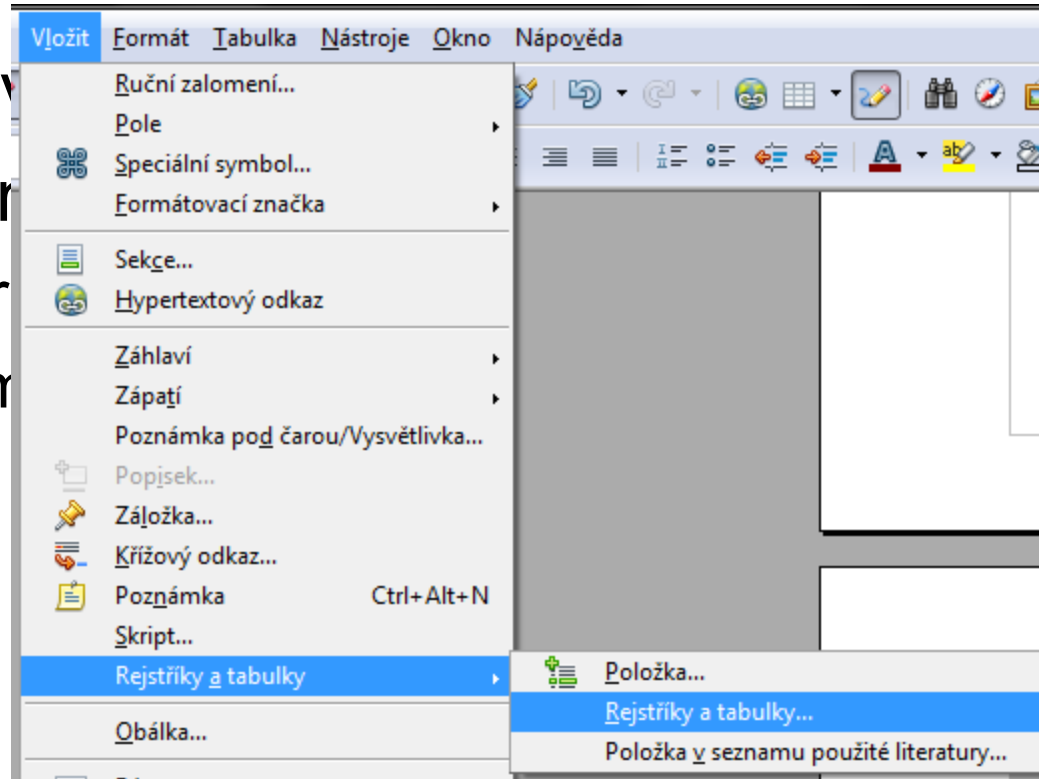 Vložit Formát Tabulka Nástroje Okno Nápověda
Ruční zalomení...
Pole
Speciální symbol...
Formátovací značka
Sekce...
Hypertextový odkaz
Záhlaví
Zápatí
Poznámka pod čarou/Vysvětlivka...
Popisek...
Záložka...
Křížový odkaz...
Poznámka Ctrl+Alt+N
Skript...
Rejstříky a tabulky
Položka...
Rejstříky a tabulky...
Obálka...
Položka v seznamu použité literatury...